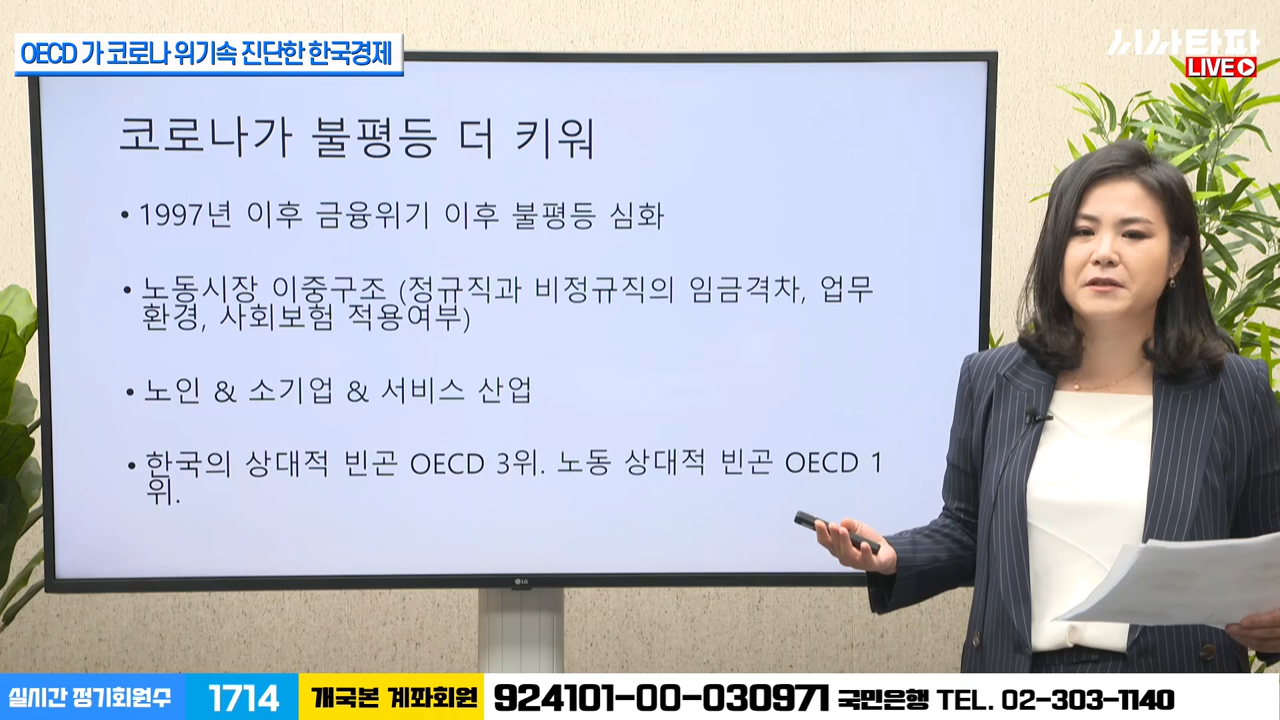 OECD 가 코로나 위기속 진단한 한국경제
시사타파
LIVE
코로나가 불평등 더 키워
• 1997년 이후 금융위기 이후 불평등 심화
• 노동시장 이중구조 (정규직과 비정규직의 임금격차, 업무
환경, 사회보험 적용여부)
• 노인 & 소기업 & 서비스 산업
• 한국의 상대적 빈곤 OECD 3위. 노동 상대적 빈곤 OECD 1
위.
LG
실시간 정기회원수 1714 개국본 계좌회원 924101-00-030971 국민은행 TEL. 02-303-1140